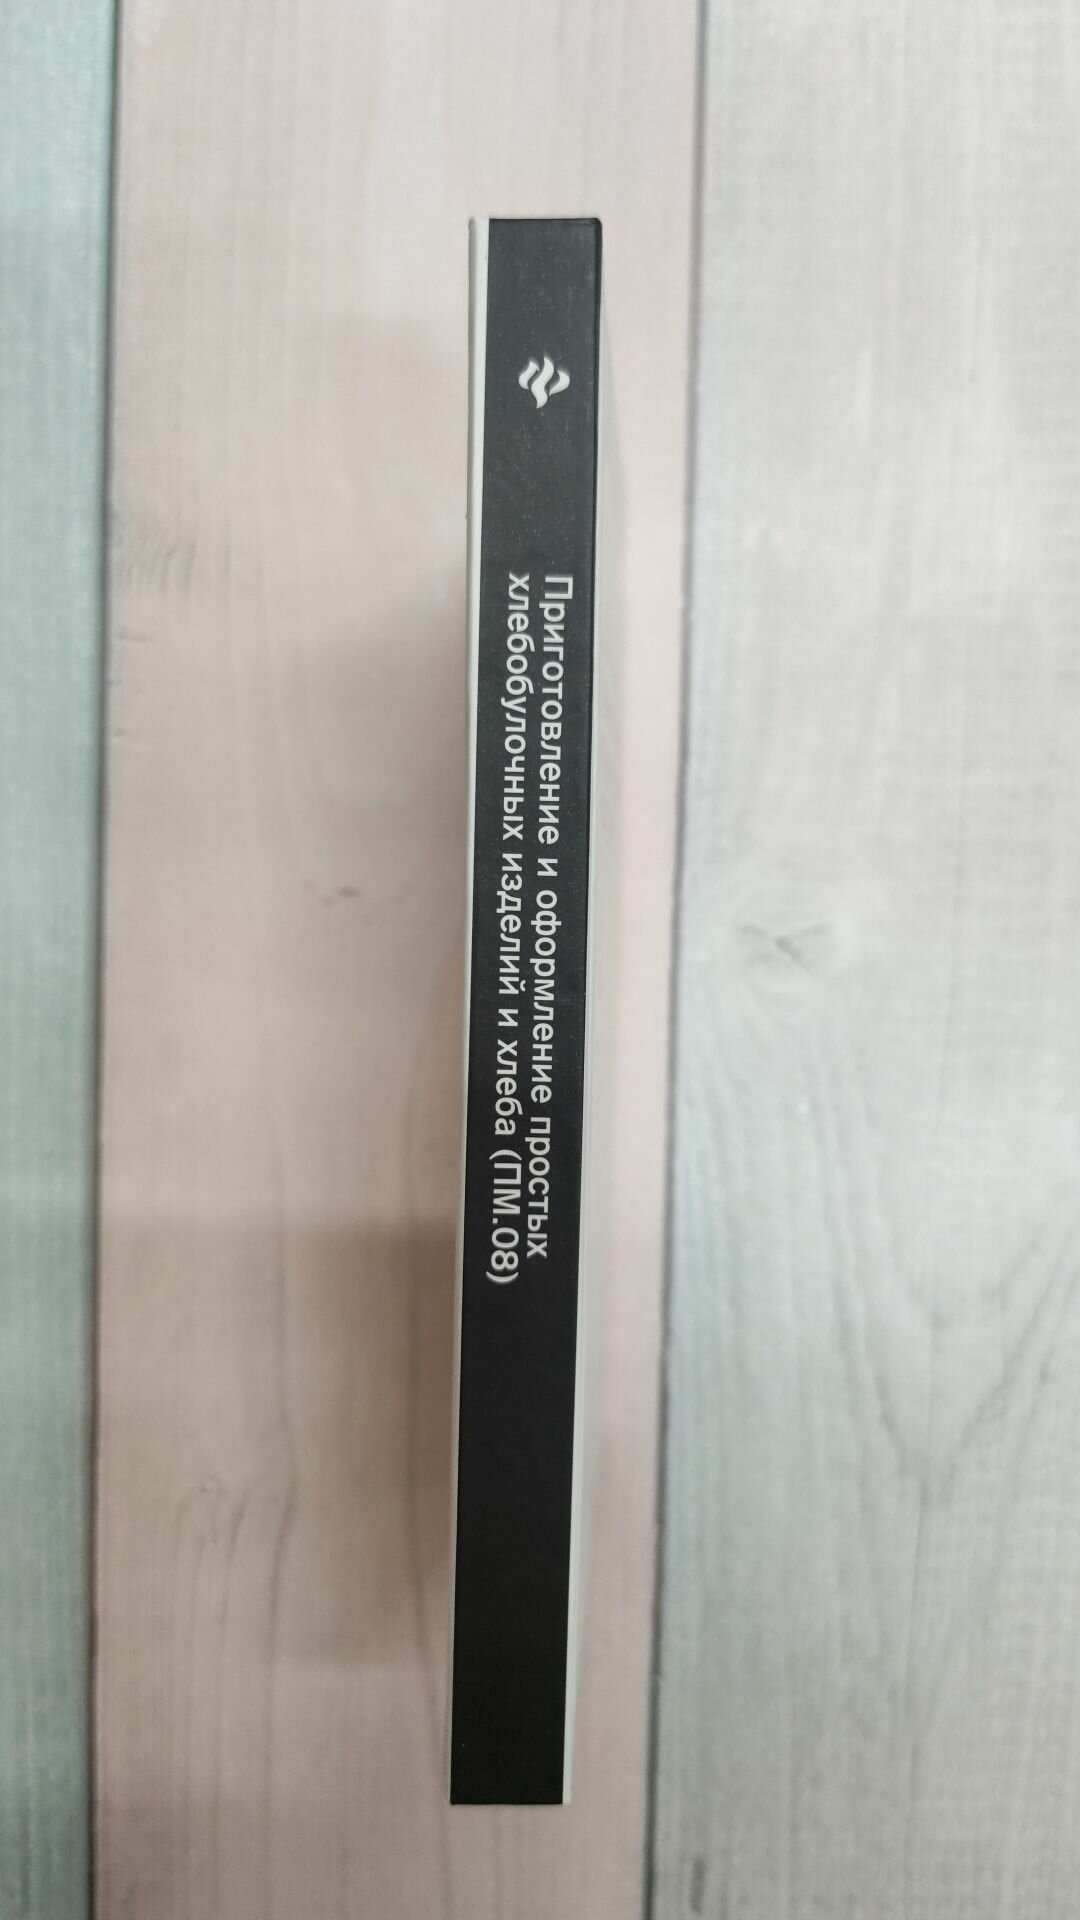 Приготовление и оформление простых
хлебобулочных изделий и хлеба (ПМ.08)